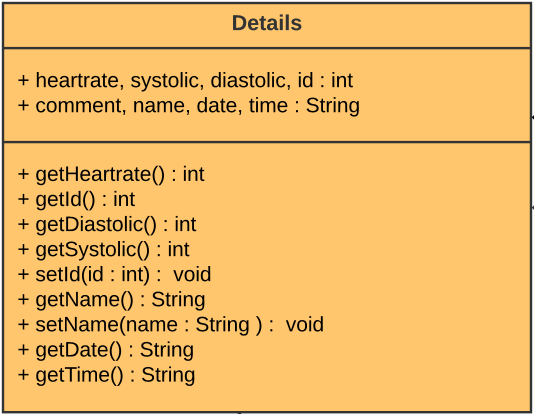 Details
+ heartrate, systolic, diastolic, id : int
+ comment, name, date, time : String
+ getHeartrate() : int
+ getId() : int
+ getDiastolic() : int
+ getSystolic() : int
+ setId(id : int) :  void
+ getName() : String
+ setName(name : String ) :  void
+ getDate() : String
+ getTime() : String